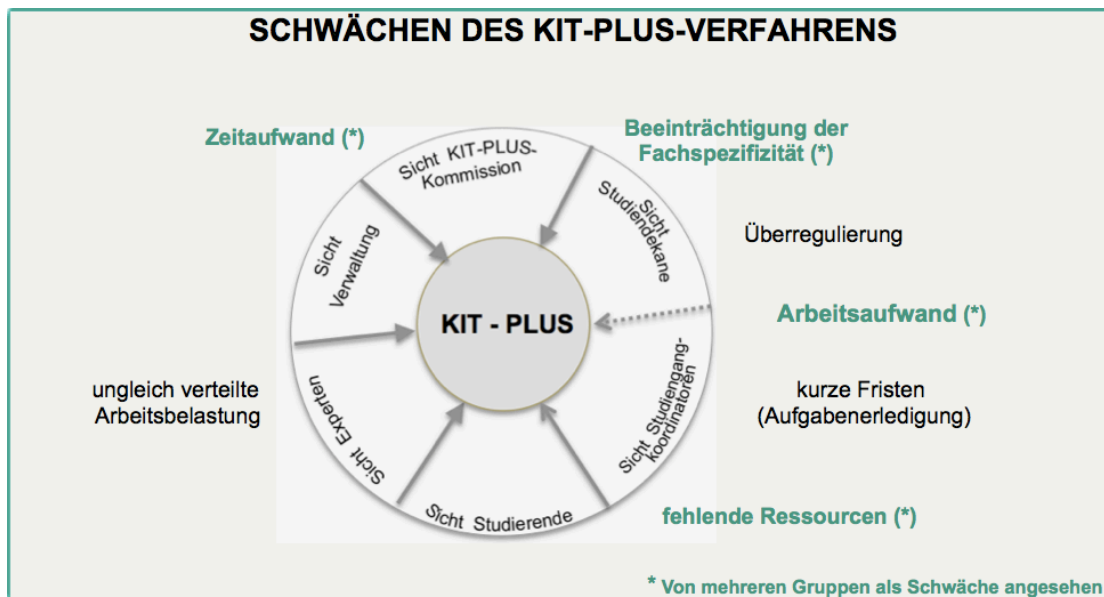 SCHWÄCHEN DES KIT-PLUS-VERFAHRENS
Zeitaufwand (*)
Beeinträchtigung der
Fachspezifizität (*)
Sicht KIT-PLUS-
Kommission
Sicht
Studiendekane
Sicht
Verwaltung
Überregulierung
KIT - PLUS
Arbeitsaufwand (*)
ungleich verteilte
Arbeitsbelastung
Sicht Experten
Sicht Studiengang-
koordinatoren
kurze Fristen
(Aufgabenerledigung)
Sicht Studierende
fehlende Ressourcen (*)
* Von mehreren Gruppen als Schwäche angesehen